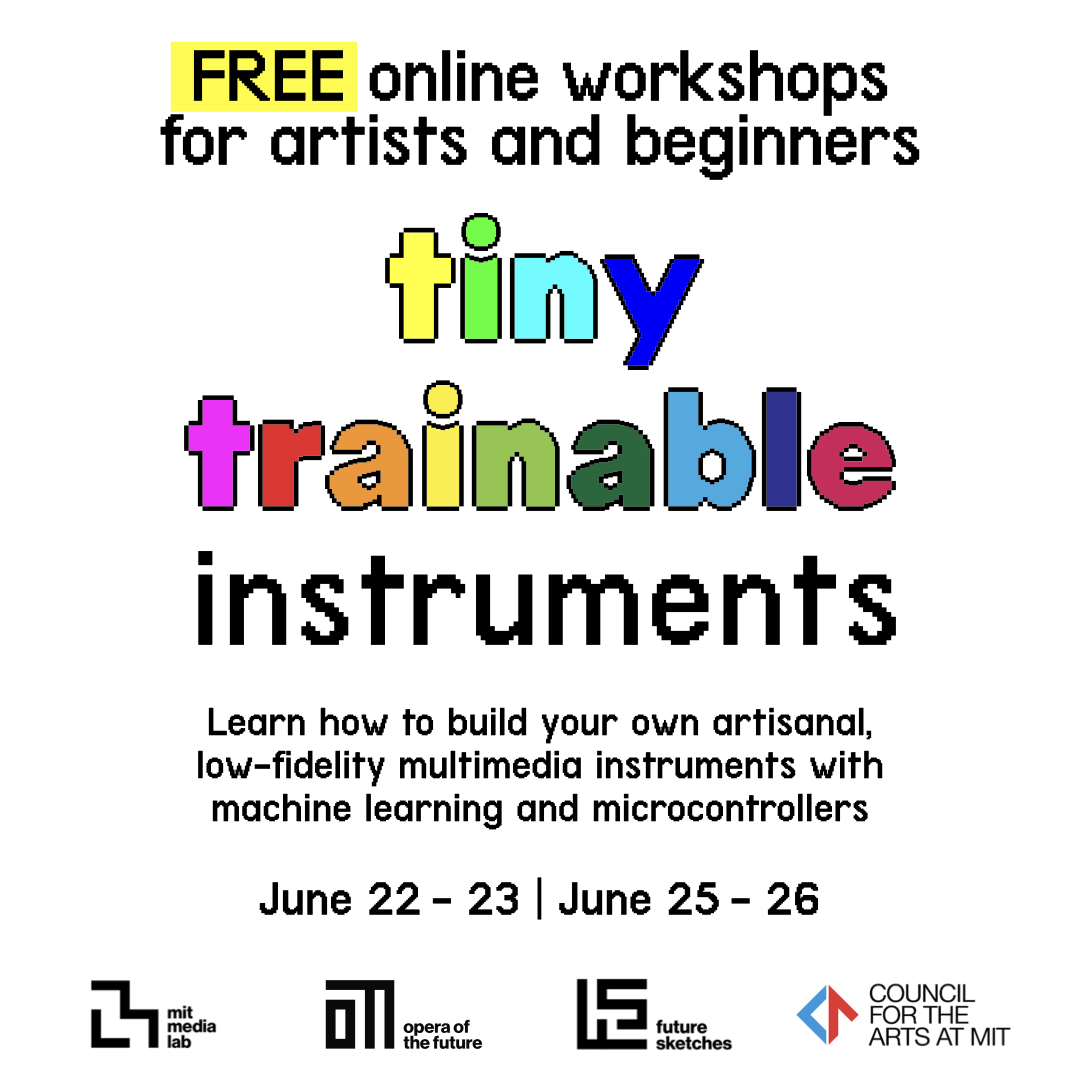 FREE online workshops
for artists and beginners
tiny
trainable
instruments
Learn how to build your own artisanal,
low-fidelity multimedia instruments with
machine learning and microcontrollers
June 22 - 23 | June 25 - 26
mit
media
lab
opera of
the future
future
sketches
COUNCIL
FOR THE
ARTS AT MIT